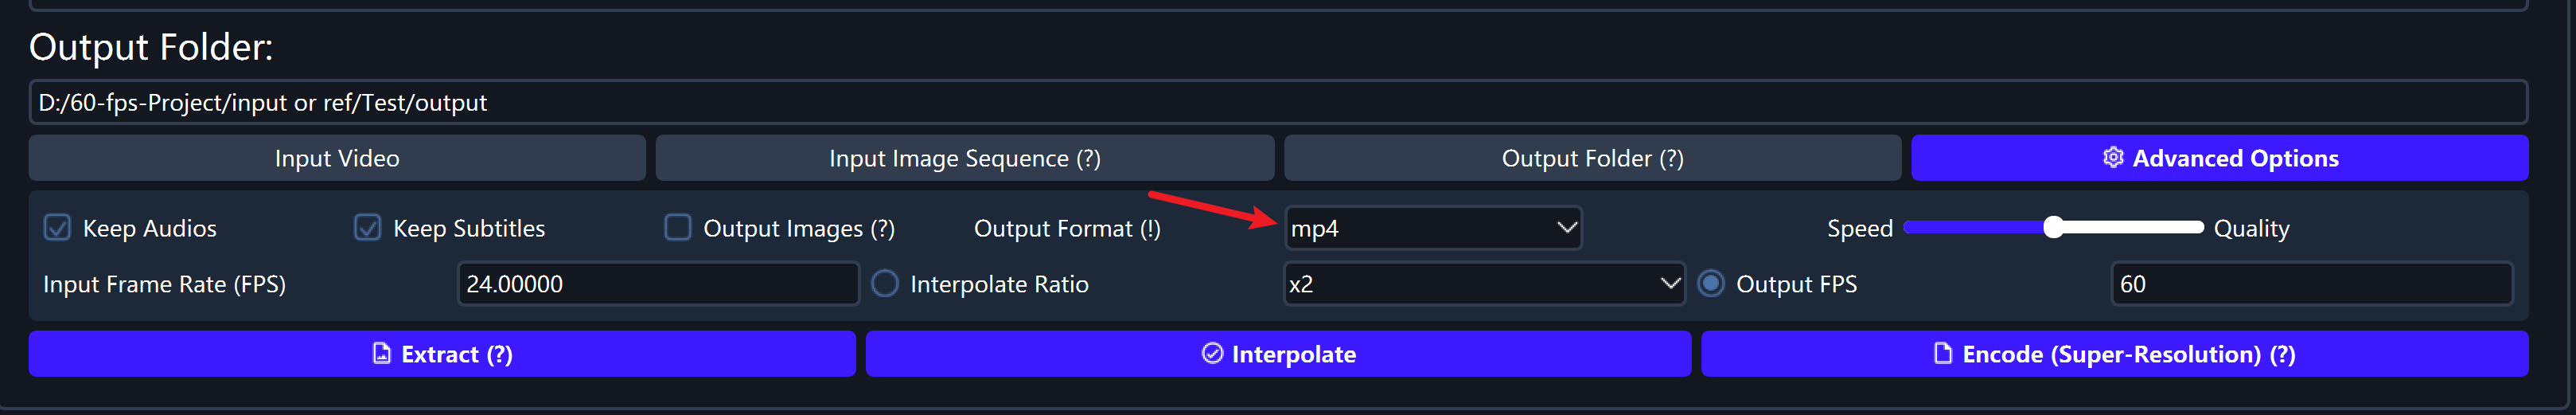 Output Folder:
D:/60-fps-Project/input or ref/Test/output
Input Video
Input Image Sequence (?)
Output Folder (?)
Advanced Options
Keep Audios
Keep Subtitles
Output Images (?)
Output Format (!)
mp4
Speed
Quality
Input Frame Rate (FPS)
24.00000
Interpolate Ratio
x2
Output FPS
60
Extract (?)
Interpolate
Encode (Super-Resolution) (?)